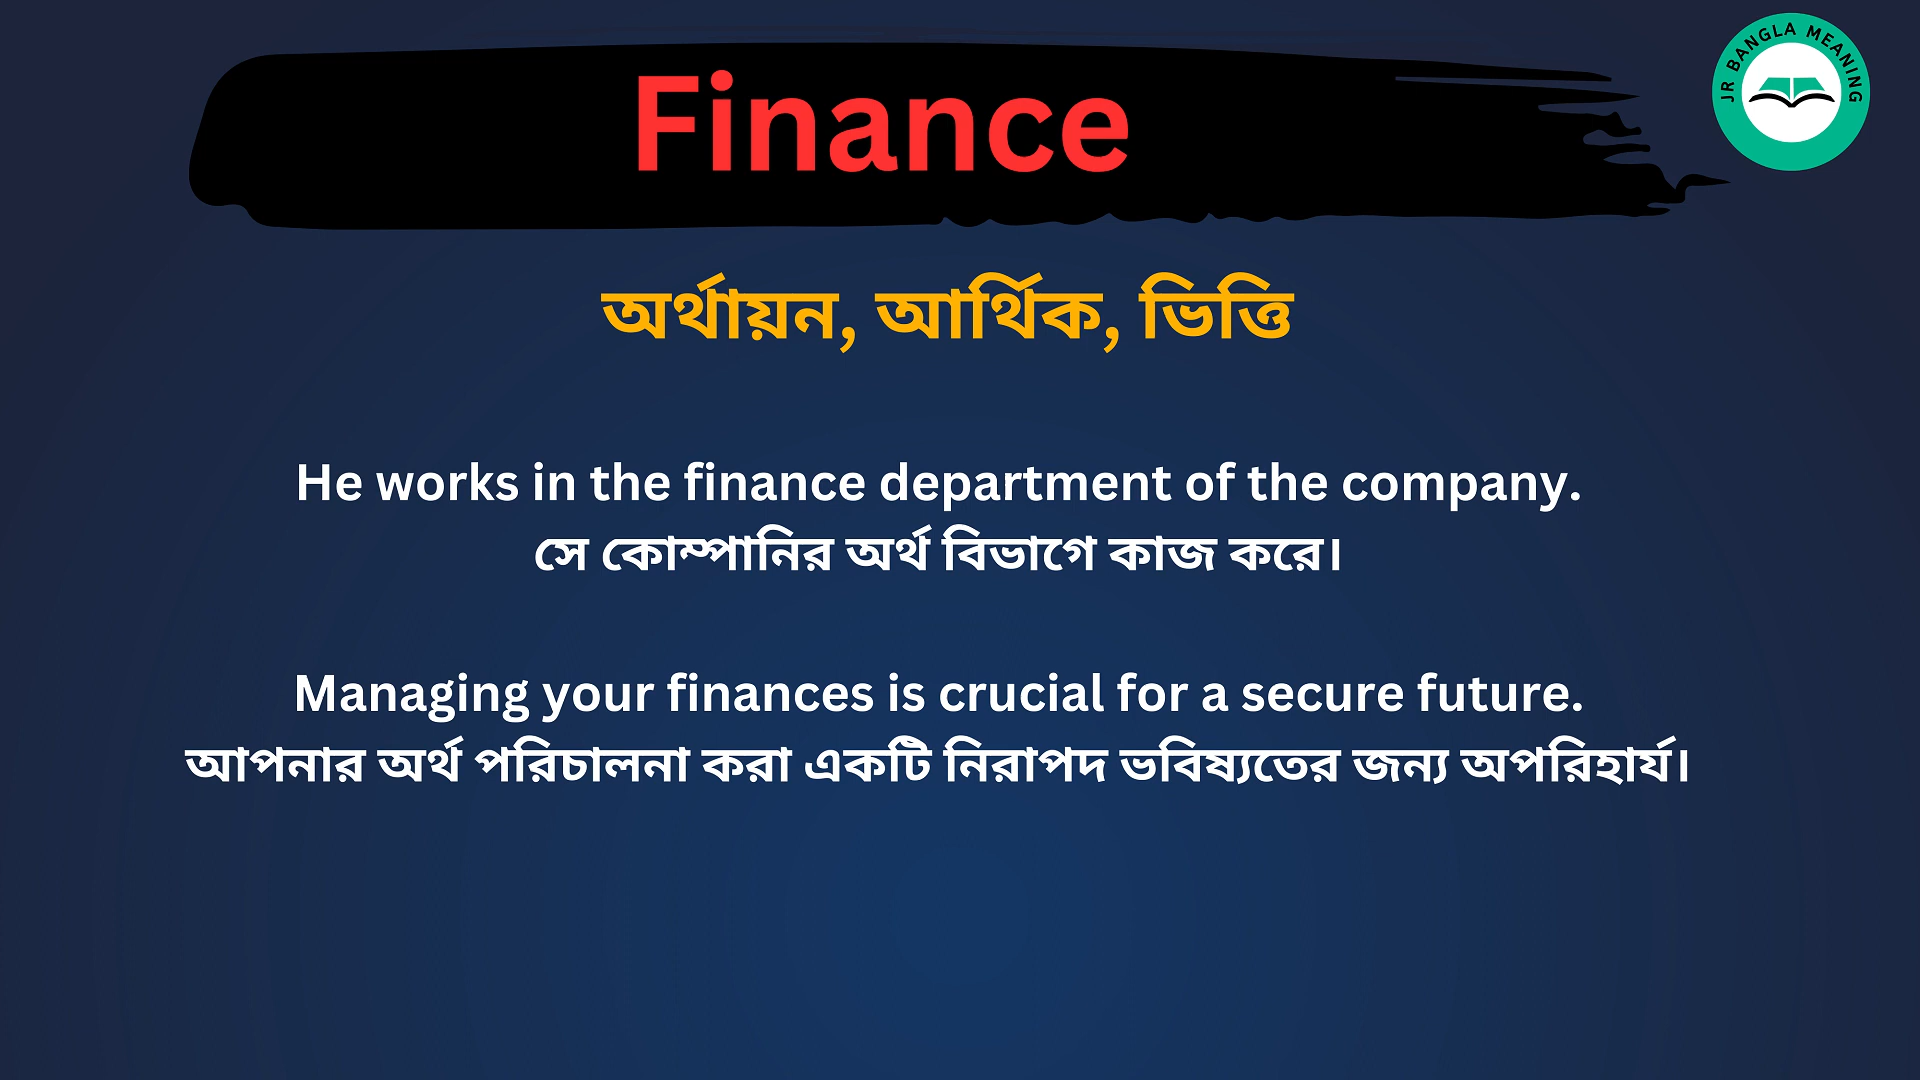 Finance
JR BANGLA MEANING
অর্থায়ন, আর্থিক, ভিত্তি
He works in the finance department of the company.
সে কোম্পানির অর্থ বিভাগে কাজ করে।
Managing your finances is crucial for a secure future.
আপনার অর্থ পরিচালনা করা একটি নিরাপদ ভবিষ্যতের জন্য অপরিহার্য।